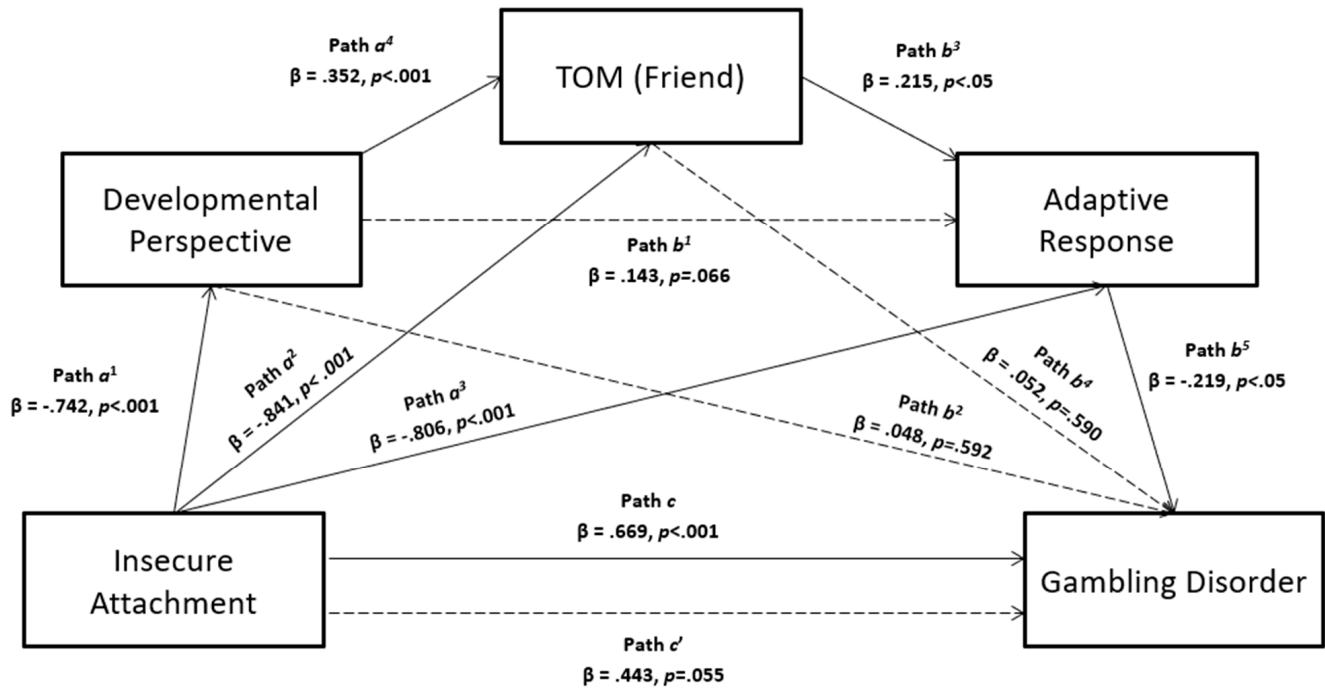 Path a⁴
β = .352, p<.001
TOM (Friend)
Path b³
β = .215, p<.05
Developmental
Perspective
Adaptive
Response
Path b¹
β = .143, p=.066
Path a¹
β = -.742, p<.001
Path a²
β = -.841, p< .001
Path a³
β = -.806, p<.001
Path b²
β = .048, p=.592
Path b⁴
β = .052, p=.590
Path b⁵
β = -.219, p<.05
Insecure
Attachment
Path c
β = .669, p<.001
Gambling Disorder
Path c’
β = .443, p=.055